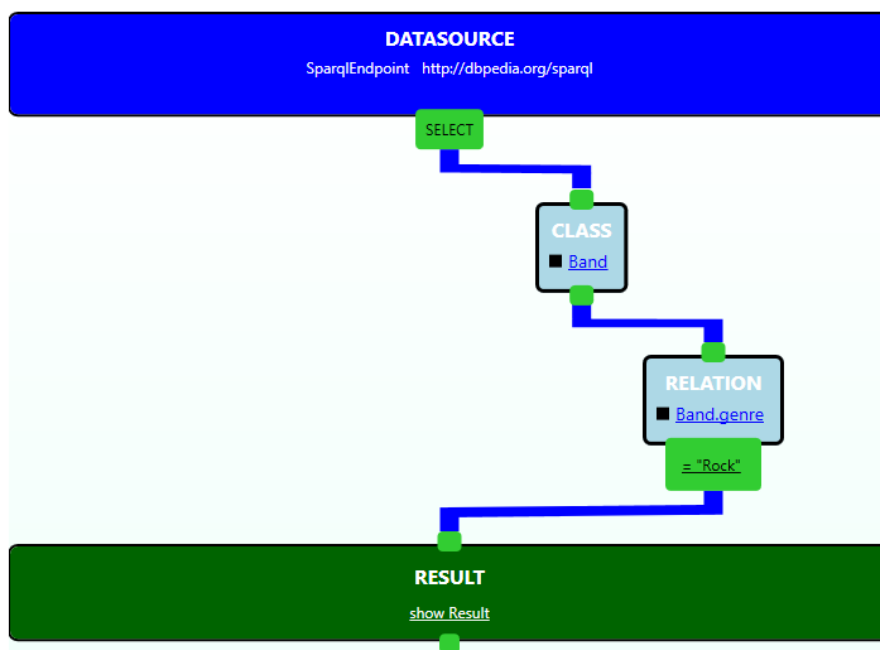 DATASOURCE
SparqlEndpoint http://dbpedia.org/sparql
SELECT
CLASS
Band
RELATION
Band.genre
= "Rock"
RESULT
show Result